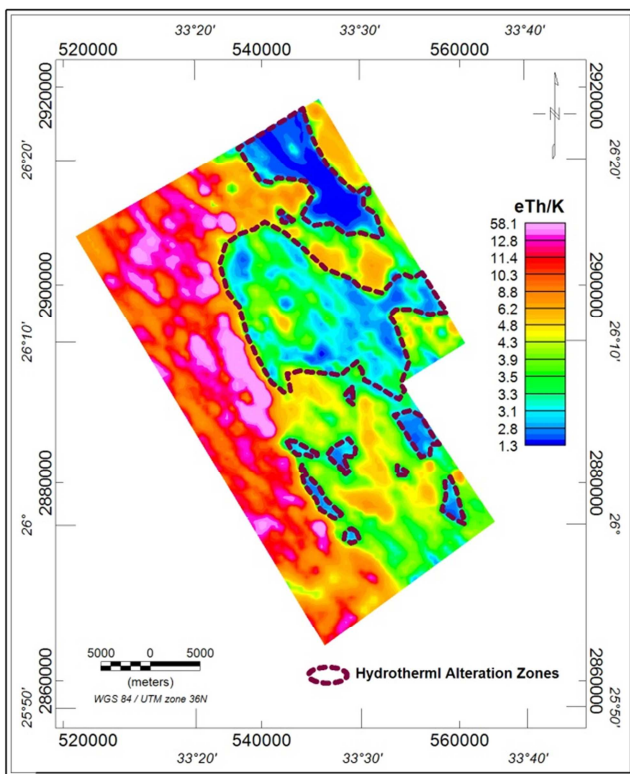 33°20' 33°30' 33°40'
520000 540000 560000
2920000 2920000
26°20' 26°20'
eTh/K
58.1
12.8
11.4
10.3
8.8
6.2
4.8
4.3
3.9
3.5
3.3
3.1
2.8
1.3
2900000 2900000
26°10' 26°10'
2880000 2880000
26° 26°
5000 0 5000
(meters)
WGS 84 / UTM zone 36N
Hydrotherml Alteration Zones
2860000 2860000
25°50' 25°50'
520000 540000 560000
33°20' 33°30' 33°40'